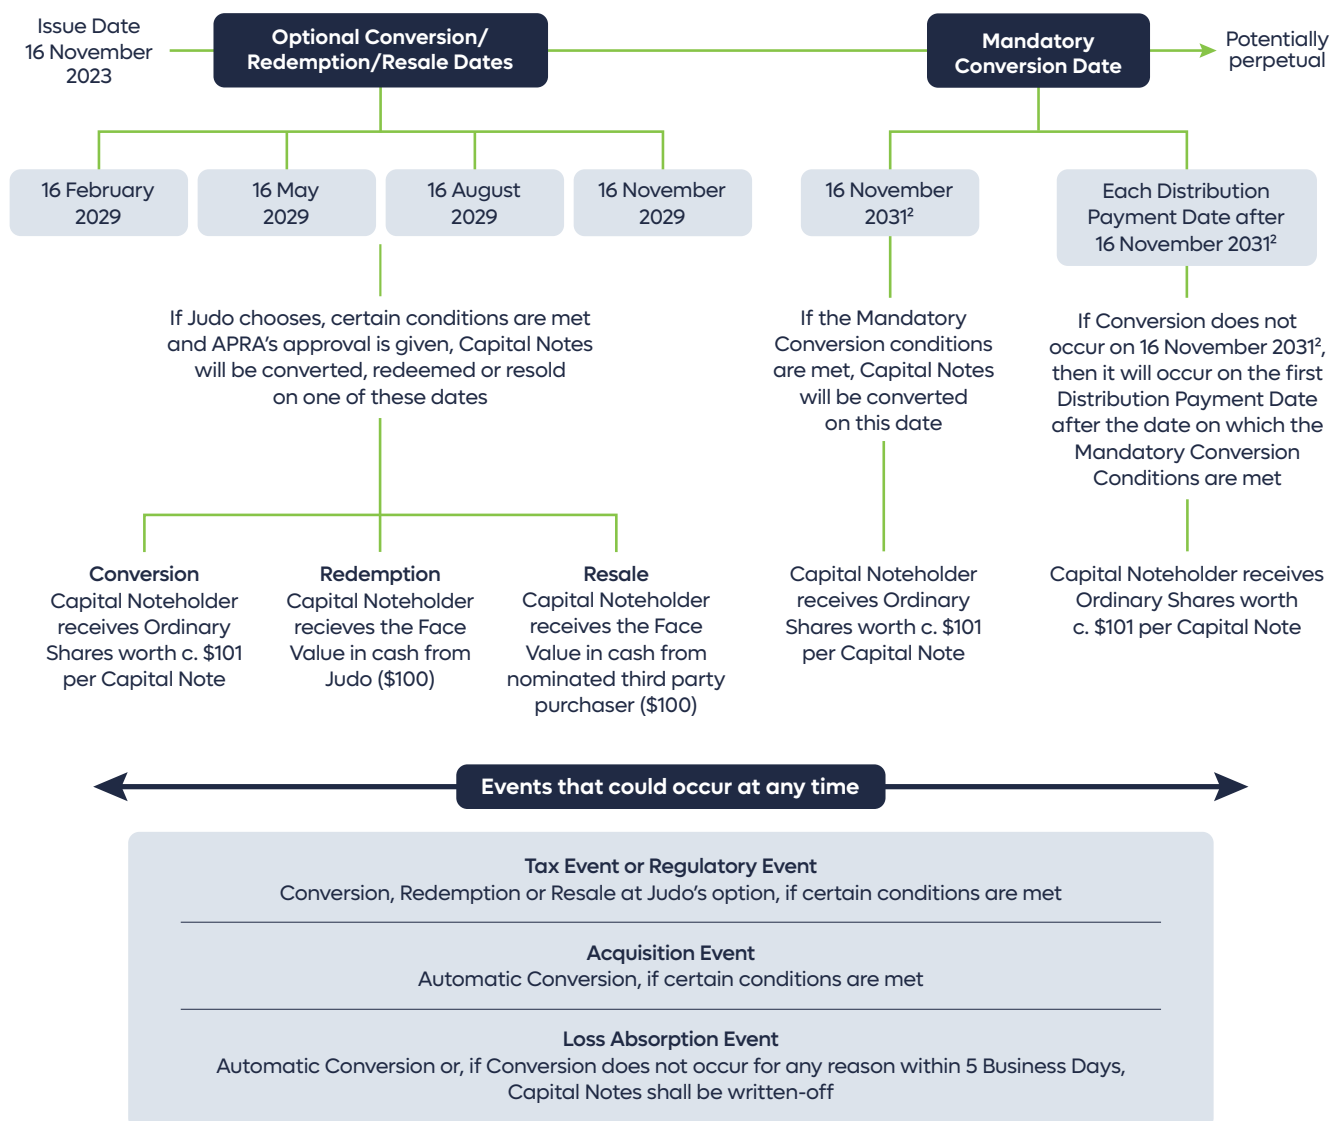 Issue Date
16 November
2023
Optional Conversion/
Redemption/Resale Dates
Mandatory
Conversion Date
Potentially
perpetual
16 February
2029
16 May
2029
16 August
2029
16 November
2029
16 November
2031²
Each Distribution
Payment Date after
16 November 2031²
If Judo chooses, certain conditions are met
and APRA's approval is given, Capital Notes
will be converted, redeemed or resold
on one of these dates
If the Mandatory
Conversion conditions
are met, Capital Notes
will be converted
on this date
If Conversion does not
occur on 16 November 2031²,
then it will occur on the first
Distribution Payment Date
after the date on which the
Mandatory Conversion
Conditions are met
Conversion
Capital Noteholder
receives Ordinary
Shares worth c. $101
per Capital Note
Redemption
Capital Noteholder
recieves the Face
Value in cash from
Judo ($100)
Resale
Capital Noteholder
receives the Face
Value in cash from
nominated third party
purchaser ($100)
Capital Noteholder
receives Ordinary
Shares worth c. $101
per Capital Note
Capital Noteholder receives
Ordinary Shares worth
c. $101 per Capital Note
Events that could occur at any time
Tax Event or Regulatory Event
Conversion, Redemption or Resale at Judo's option, if certain conditions are met
Acquisition Event
Automatic Conversion, if certain conditions are met
Loss Absorption Event
Automatic Conversion or, if Conversion does not occur for any reason within 5 Business Days,
Capital Notes shall be written-off